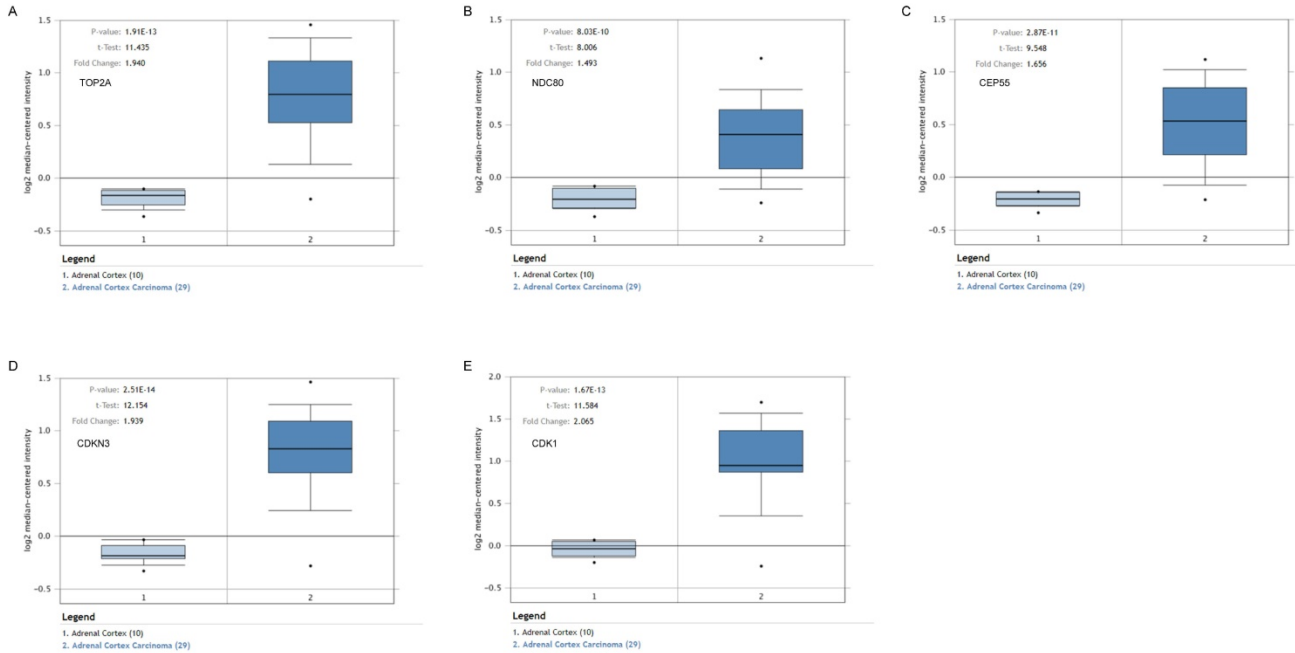 A
P-value: 1.91E-13
t-Test: 11.435
Fold Change: 1.940
TOP2A
log2 median-centered intensity
1.5
1.0
0.5
0.0
−0.5
1 2
Legend
1. Adrenal Cortex (10)
2. Adrenal Cortex Carcinoma (29)
B
P-value: 8.03E-10
t-Test: 8.006
Fold Change: 1.493
NDC80
log2 median-centered intensity
1.5
1.0
0.5
0.0
−0.5
1 2
Legend
1. Adrenal Cortex (10)
2. Adrenal Cortex Carcinoma (29)
C
P-value: 2.87E-11
t-Test: 9.548
Fold Change: 1.656
CEP55
log2 median-centered intensity
1.5
1.0
0.5
0.0
−0.5
1 2
Legend
1. Adrenal Cortex (10)
2. Adrenal Cortex Carcinoma (29)
D
P-value: 2.51E-14
t-Test: 12.154
Fold Change: 1.939
CDKN3
log2 median-centered intensity
1.5
1.0
0.5
0.0
−0.5
1 2
Legend
1. Adrenal Cortex (10)
2. Adrenal Cortex Carcinoma (29)
E
P-value: 1.67E-13
t-Test: 11.584
Fold Change: 2.065
CDK1
log2 median-centered intensity
2.0
1.5
1.0
0.5
0.0
−0.5
1 2
Legend
1. Adrenal Cortex (10)
2. Adrenal Cortex Carcinoma (29)